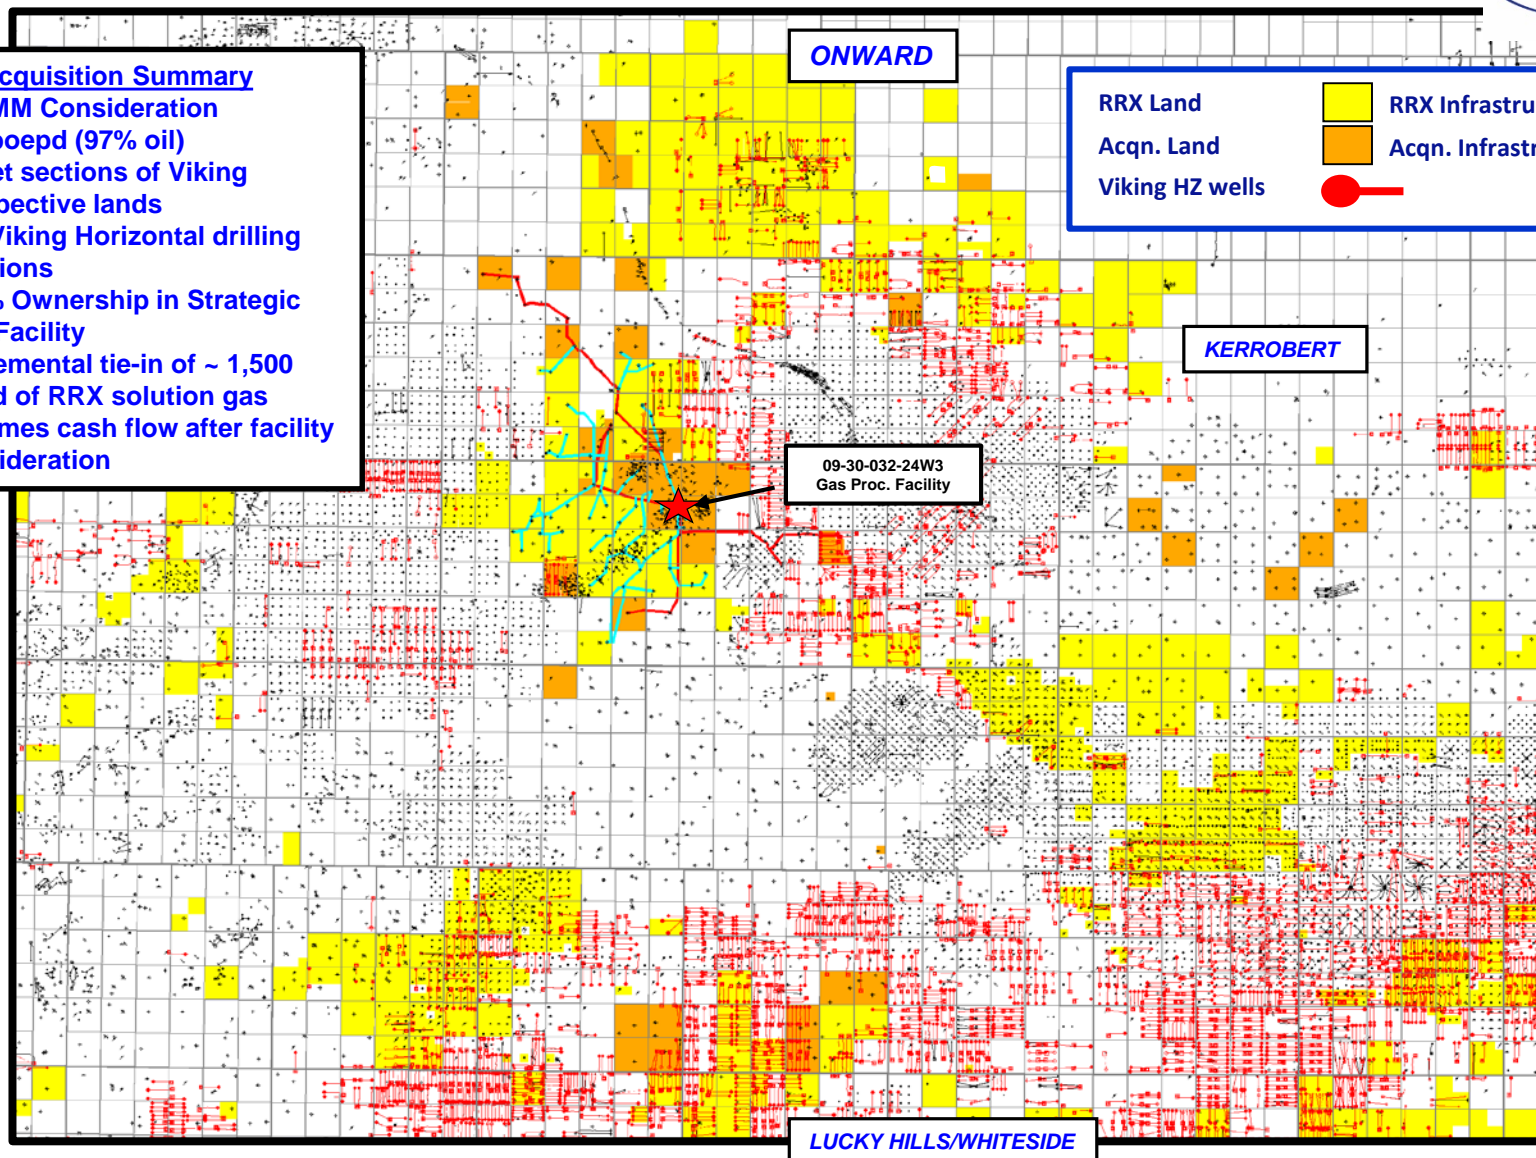 cquisition Summary
MM Consideration
boepd (97% oil)
et sections of Viking
pective lands
Viking Horizontal drilling
tions
% Ownership in Strategic
Facility
emental tie-in of ~ 1,500
d of RRX solution gas
mes cash flow after facility
sideration
ONWARD
RRX Land
RRX Infrastru
Acqn. Land
Acqn. Infrastr
Viking HZ wells
KERROBERT
09-30-032-24W3
Gas Proc. Facility
LUCKY HILLS/WHITESIDE